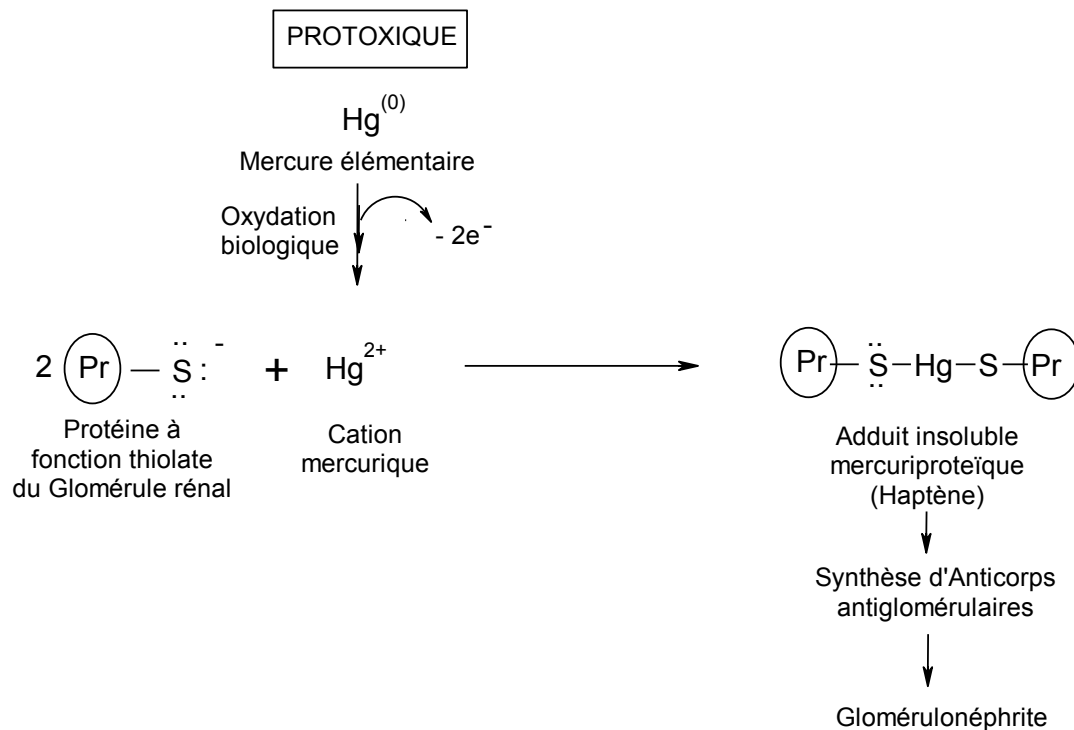 PROTOXIQUE
Hg(0)
Mercure élémentaire
Oxydation
biologique
- 2e-
2 Pr — S : - + Hg2+
Protéine à
fonction thiolate
du Glomérule rénal
Cation
mercurique
Pr — S — Hg — S — Pr
Adduit insoluble
mercuriproteïque
(Haptène)
Synthèse d'Anticorps
antiglomérulaires
Glomérulonéphrite